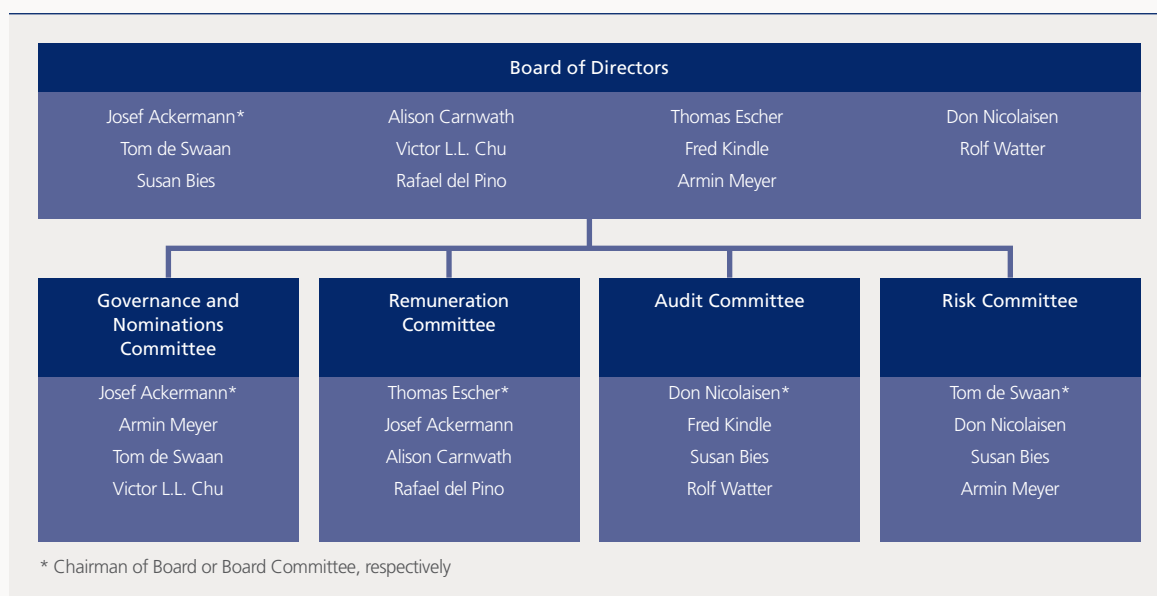 Board of Directors
Josef Ackermann*
Tom de Swaan
Susan Bies
Alison Carnwath
Victor L.L. Chu
Rafael del Pino
Thomas Escher
Fred Kindle
Armin Meyer
Don Nicolaisen
Rolf Watter
Governance and
Nominations
Committee
Josef Ackermann*
Armin Meyer
Tom de Swaan
Victor L.L. Chu
Remuneration
Committee
Thomas Escher*
Josef Ackermann
Alison Carnwath
Rafael del Pino
Audit Committee
Don Nicolaisen*
Fred Kindle
Susan Bies
Rolf Watter
Risk Committee
Tom de Swaan*
Don Nicolaisen
Susan Bies
Armin Meyer
* Chairman of Board or Board Committee, respectively